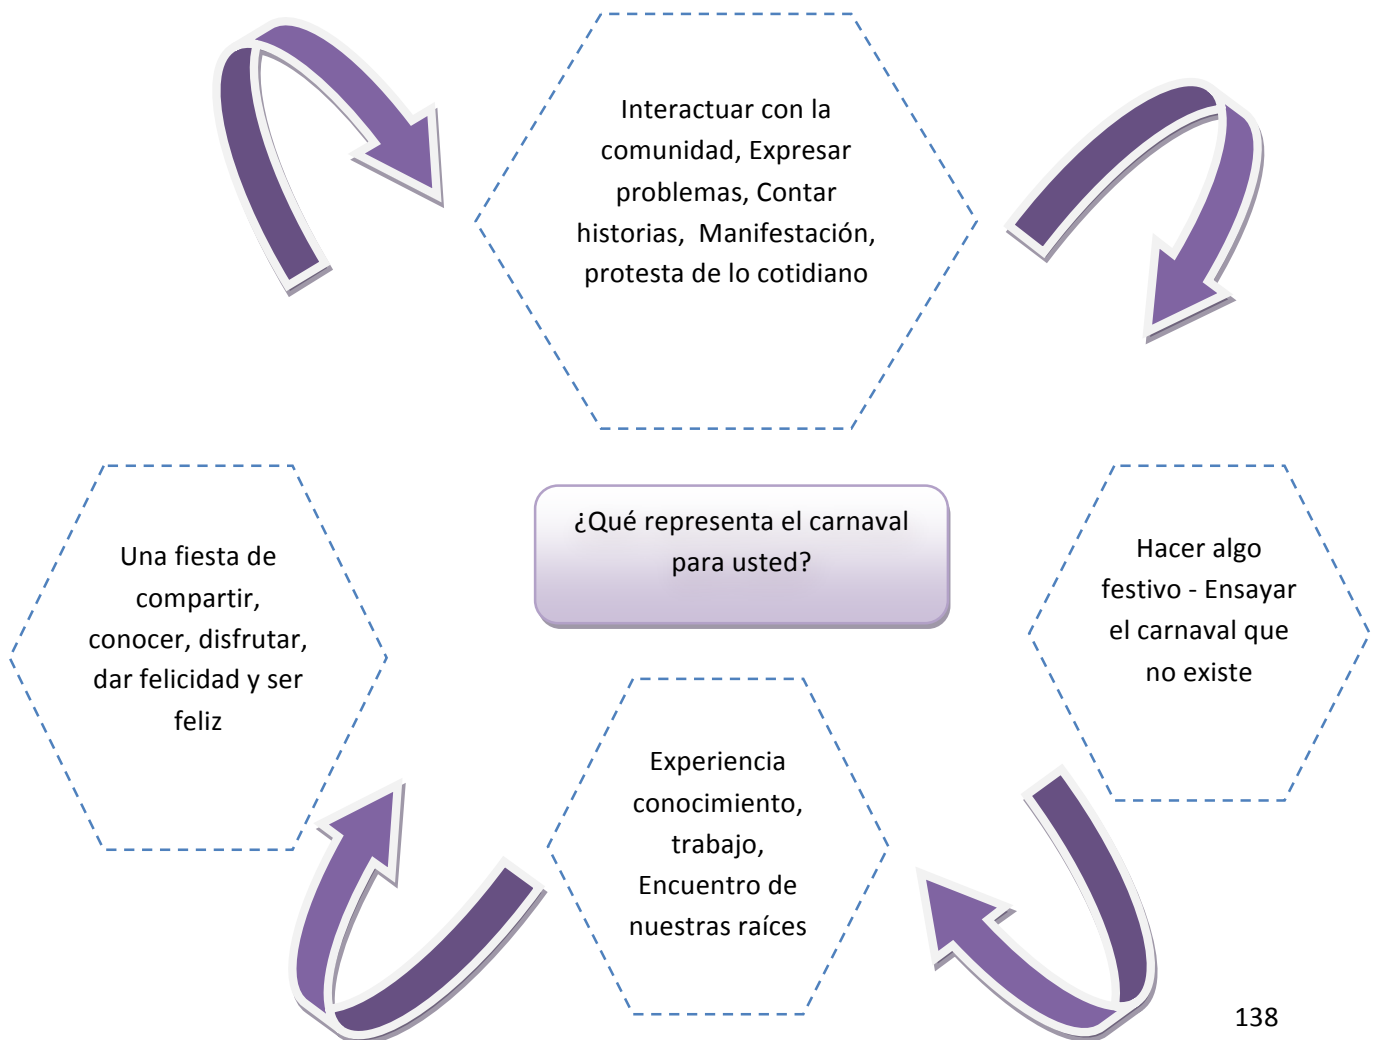 Interactuar con la
comunidad, Expresar
problemas, Contar
historias,  Manifestación,
protesta de lo cotidiano
¿Qué representa el carnaval
para usted?
Una fiesta de
compartir,
conocer, disfrutar,
dar felicidad y ser
feliz
Hacer algo
festivo - Ensayar
el carnaval que
no existe
Experiencia
conocimiento,
trabajo,
Encuentro de
nuestras raíces
138